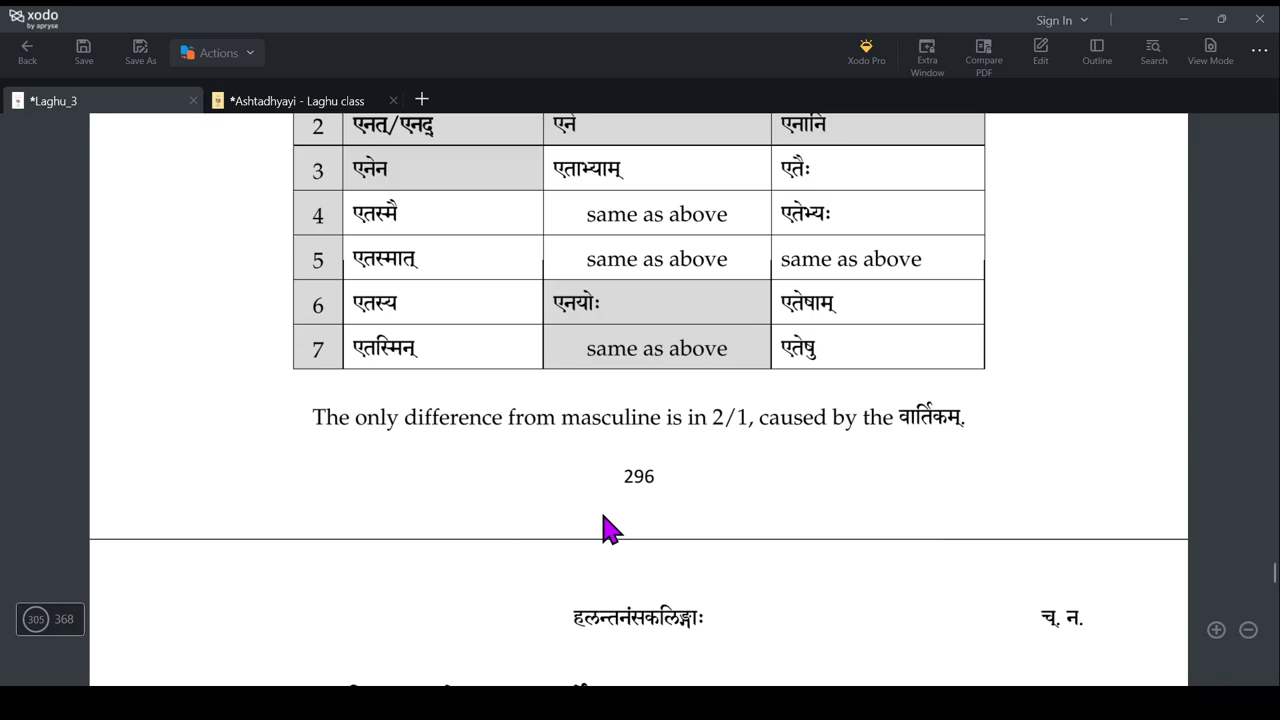 xodo
by apryse
Sign In
Back
Save
Save As
Actions
Xodo Pro
Extra Window
Compare PDF
Edit
Outline
Search
View Mode
*Laghu_3
*Ashtadhyayi - Laghu class
2 एनत्/एनद् एने एनानि
3 एनेन एताभ्याम् एतैः
4 एतस्मै same as above एतेभ्यः
5 एतस्मात् same as above same as above
6 एतस्य एनयोः एतेषाम्
7 एतस्मिन् same as above एतेषु
The only difference from masculine is in 2/1, caused by the वार्तिकम्.
296
305 368
हलन्तनंसकलिङ्गाः च्. न.